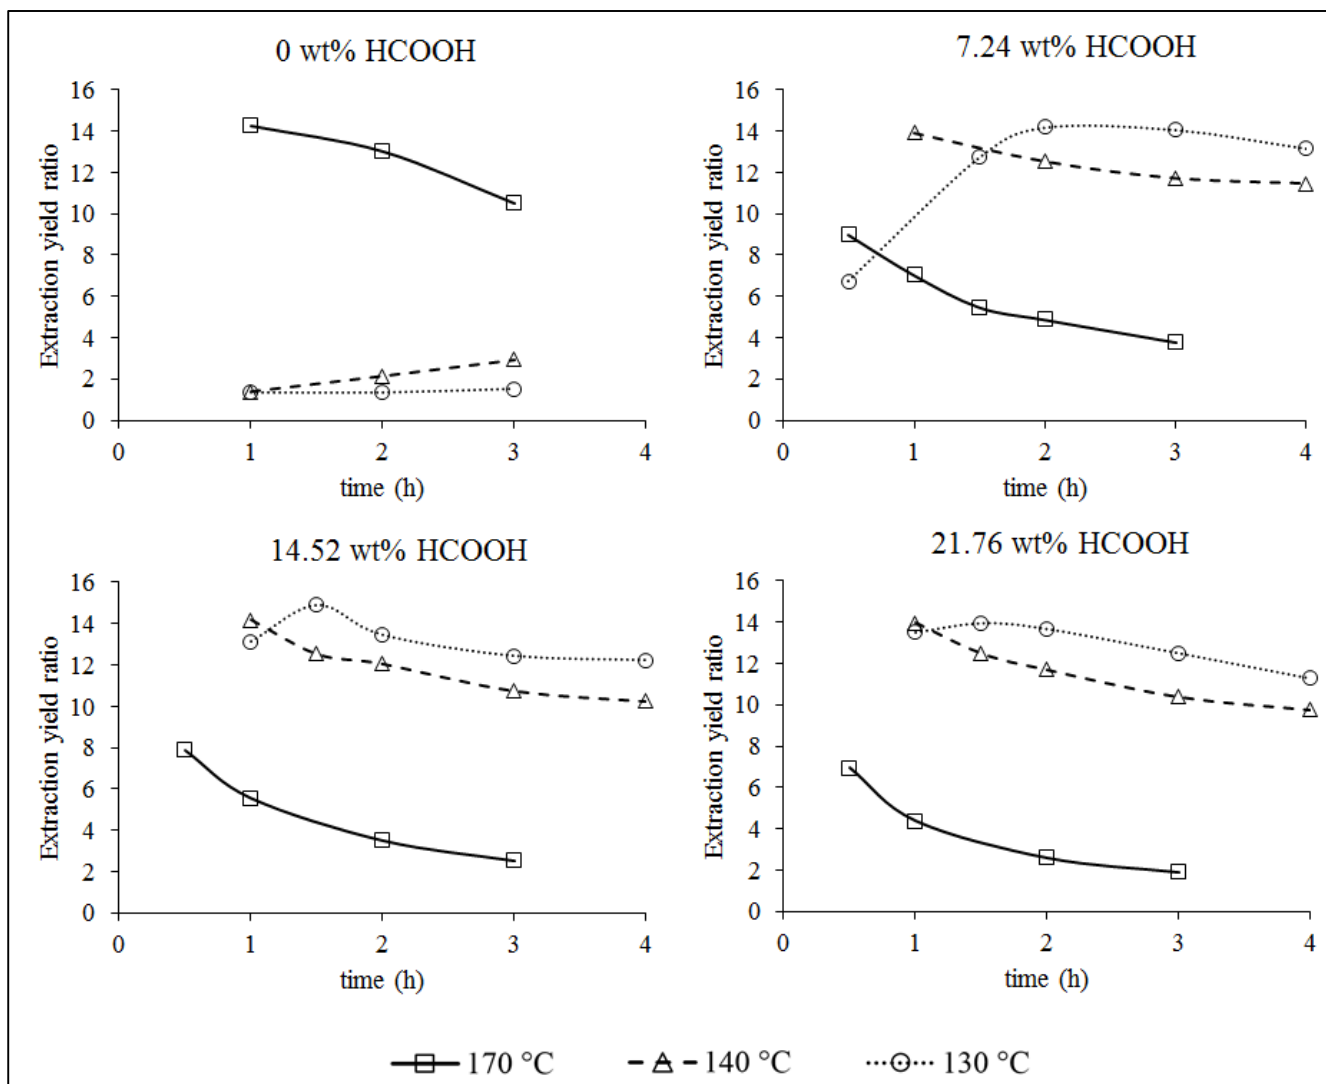 0 wt% HCOOH
16
14
12
10
8
6
4
2
0
Extraction yield ratio
0 1 2 3 4
time (h)
7.24 wt% HCOOH
16
14
12
10
8
6
4
2
0
Extraction yield ratio
0 1 2 3 4
time (h)
14.52 wt% HCOOH
16
14
12
10
8
6
4
2
0
Extraction yield ratio
0 1 2 3 4
time (h)
21.76 wt% HCOOH
16
14
12
10
8
6
4
2
0
Extraction yield ratio
0 1 2 3 4
time (h)
170 °C 140 °C 130 °C